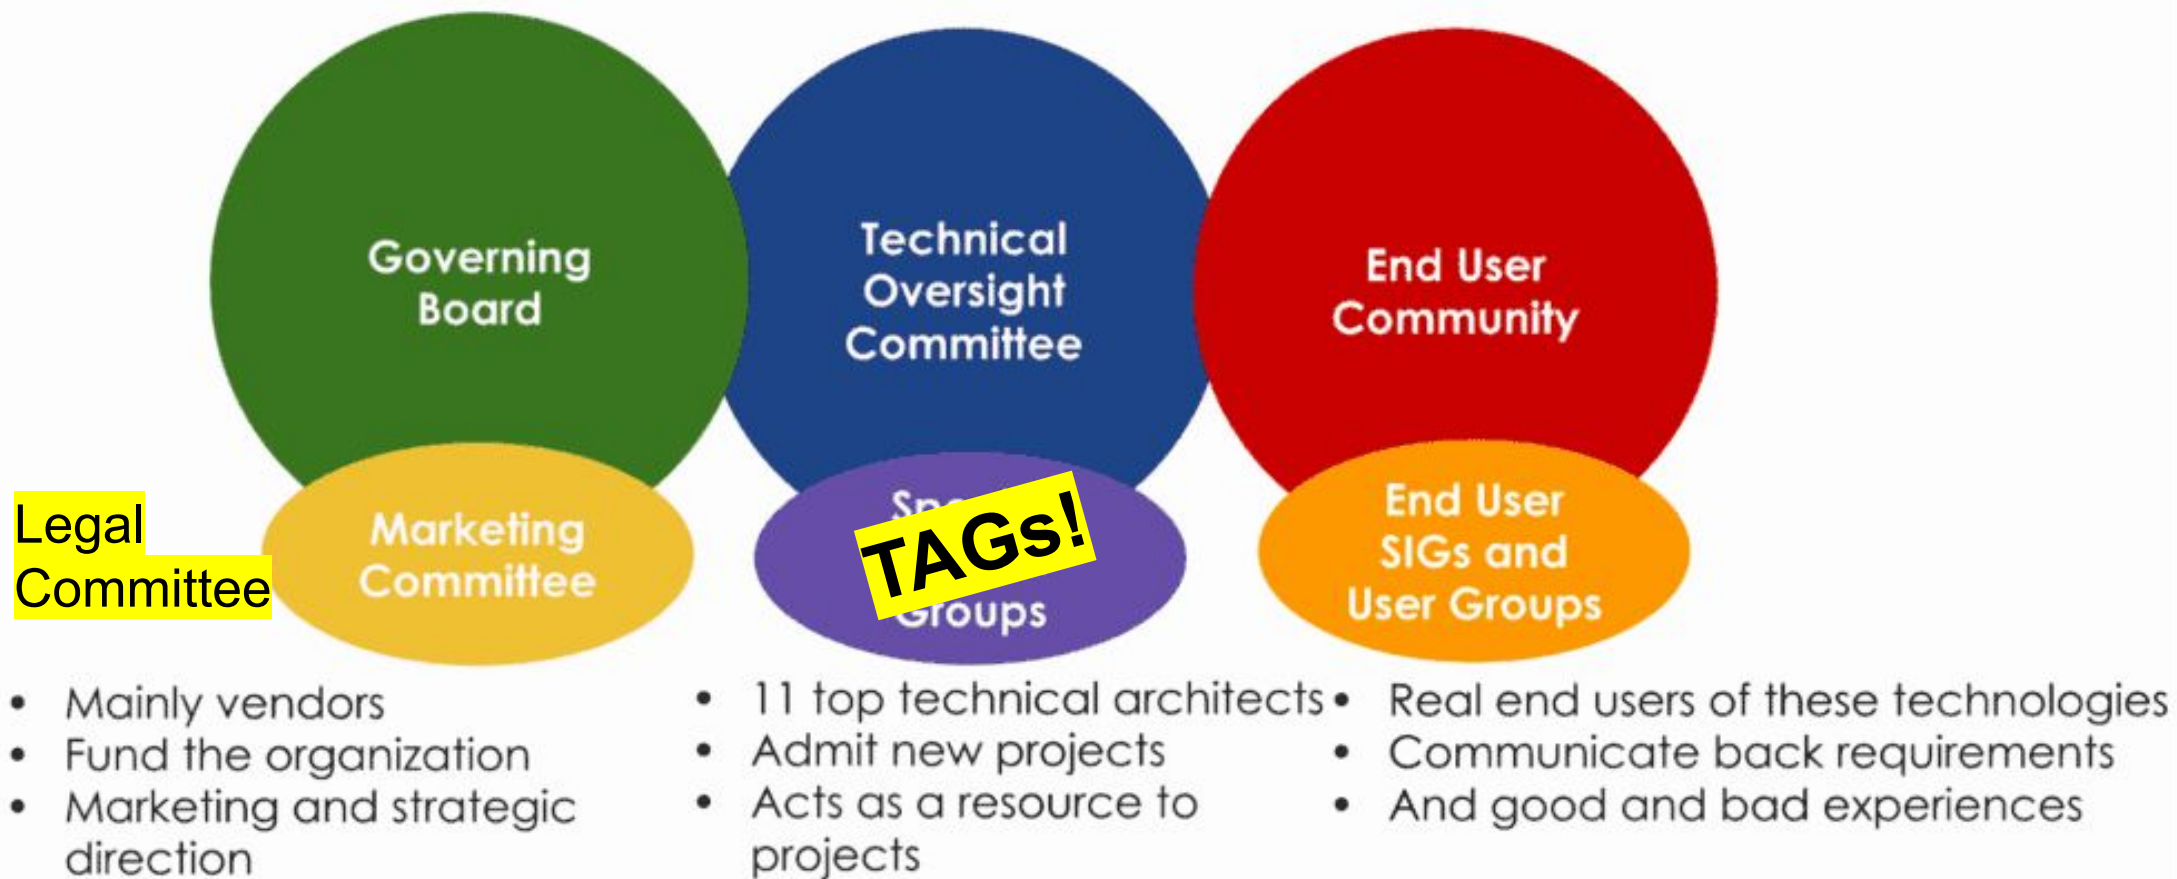 Governing
Board
Technical
Oversight
Committee
End User
Community
Legal
Committee
Marketing
Committee
TAGs!
Groups
End User
SIGs and
User Groups
• Mainly vendors
• Fund the organization
• Marketing and strategic
direction
• 11 top technical architects
• Admit new projects
• Acts as a resource to
projects
• Real end users of these technologies
• Communicate back requirements
• And good and bad experiences